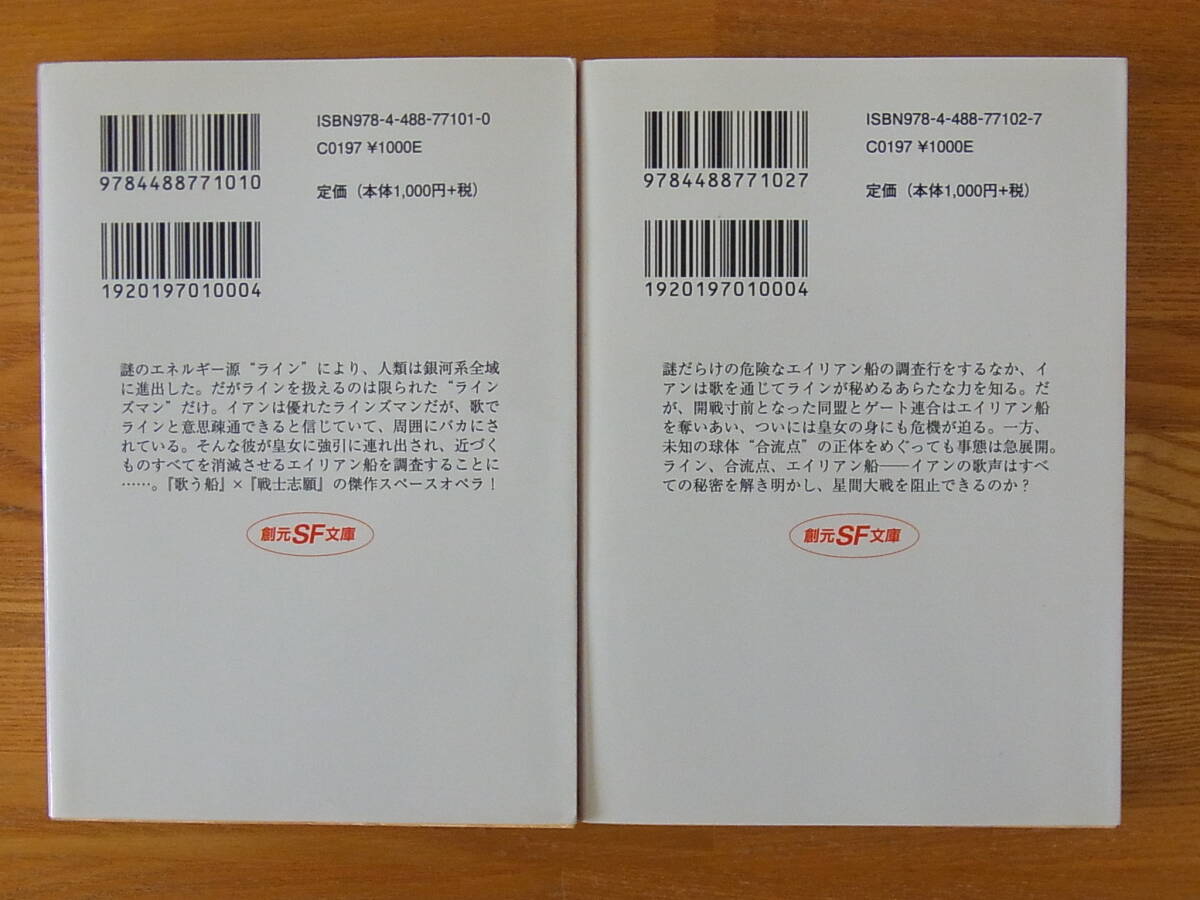 ISBN978-4-488-77101-0
C0197 ¥1000E
9784488771010
定価（本体1,000円+税）
1920197010004
謎のエネルギー源“ライン”により、人類は銀河系全域
に進出した。だがラインを扱えるのは限られた“ライン
ズマン”だけ。イアンは優れたラインズマンだが、歌で
ラインと意思疎通できると信じていて、周囲にバカにさ
れている。そんな彼が皇女に強引に連れ出され、近づく
ものすべてを消滅させるエイリアン船を調査することに
……。『歌う船』×『戦士志願』の傑作スペースオペラ！
創元SF文庫
ISBN978-4-488-77102-7
C0197 ¥1000E
9784488771027
定価（本体1,000円+税）
1920197010004
謎だらけの危険なエイリアン船の調査行をするなか、イ
アンは歌を通じてラインが秘めるあらたな力を知る。だ
が、開戦寸前となった同盟とゲート連合はエイリアン船
を奪いあい、ついには皇女の身にも危機が迫る。一方、
未知の球体“合流点”の正体をめぐっても事態は急展開。
ライン、合流点、エイリアン船――イアンの歌声はすべ
ての秘密を解き明かし、星間大戦を阻止できるのか？
創元SF文庫